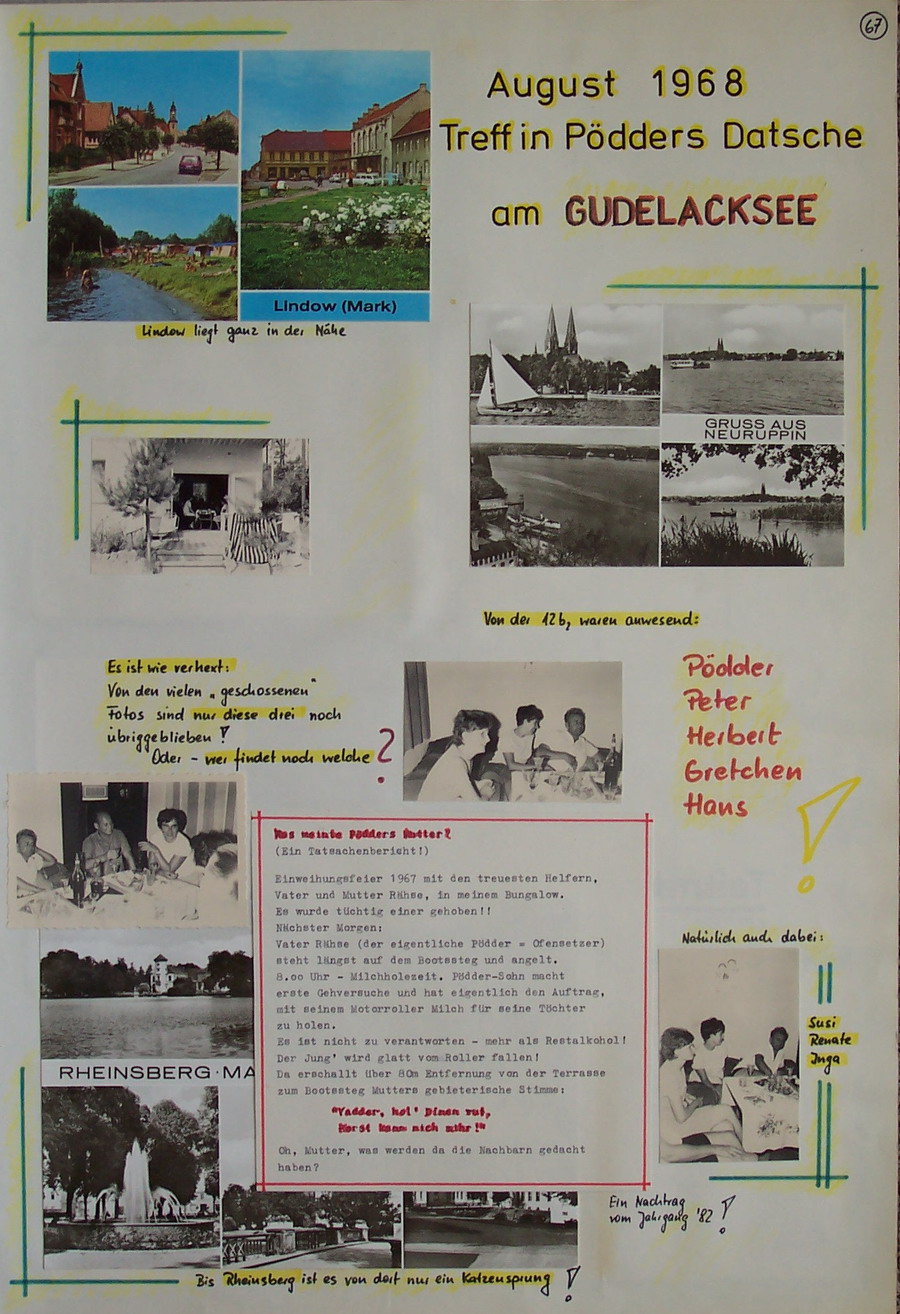 67
August 1968
Treff in Pödders Datsche
am GUDELACKSEE
Lindow (Mark)
Lindow liegt ganz in der Nähe
GRUSS AUS
NEURUPPIN
Von der 12 b₂ waren anwesend:
Pödder
Peter
Herbert
Gretchen
Hans
!
Es ist wie verhext:
Von den vielen „geschossenen"
Fotos sind nur diese drei noch
übriggeblieben!
Oder - wer findet noch welche?
Was meinte Pödders Mutter?
(Ein Tatsachenbericht!)
Einweihungsfeier 1967 mit den treuesten Helfern,
Vater und Mutter Rähse, in meinem Bungalow.
Es wurde tüchtig einer gehoben!!
Nächster Morgen:
Vater Rähse (der eigentliche Pödder = Ofensetzer)
steht längst auf dem Bootssteg und angelt.
8.oo Uhr - Milchholezeit. Pödder-Sohn macht
erste Gehversuche und hat eigentlich den Auftrag,
mit seinem Motorroller Milch für seine Töchter
zu holen.
Es ist nicht zu verantworten - mehr als Restalkohol!
Der Jung' wird glatt vom Roller fallen!
Da erschallt über 80m Entfernung von der Terrasse
zum Bootssteg Mutters gebieterische Stimme:
"Vadder, hol' Dinen rut,
Horst kann nich mihr!"
Oh, Mutter, was werden da die Nachbarn gedacht
haben?
Natürlich auch dabei:
Susi
Renate
Inga
RHEINSBERG·MA
Ein Nachtrag
vom Jahrgang '82!
Bis Rheinsberg ist es von dort nur ein Katzensprung!